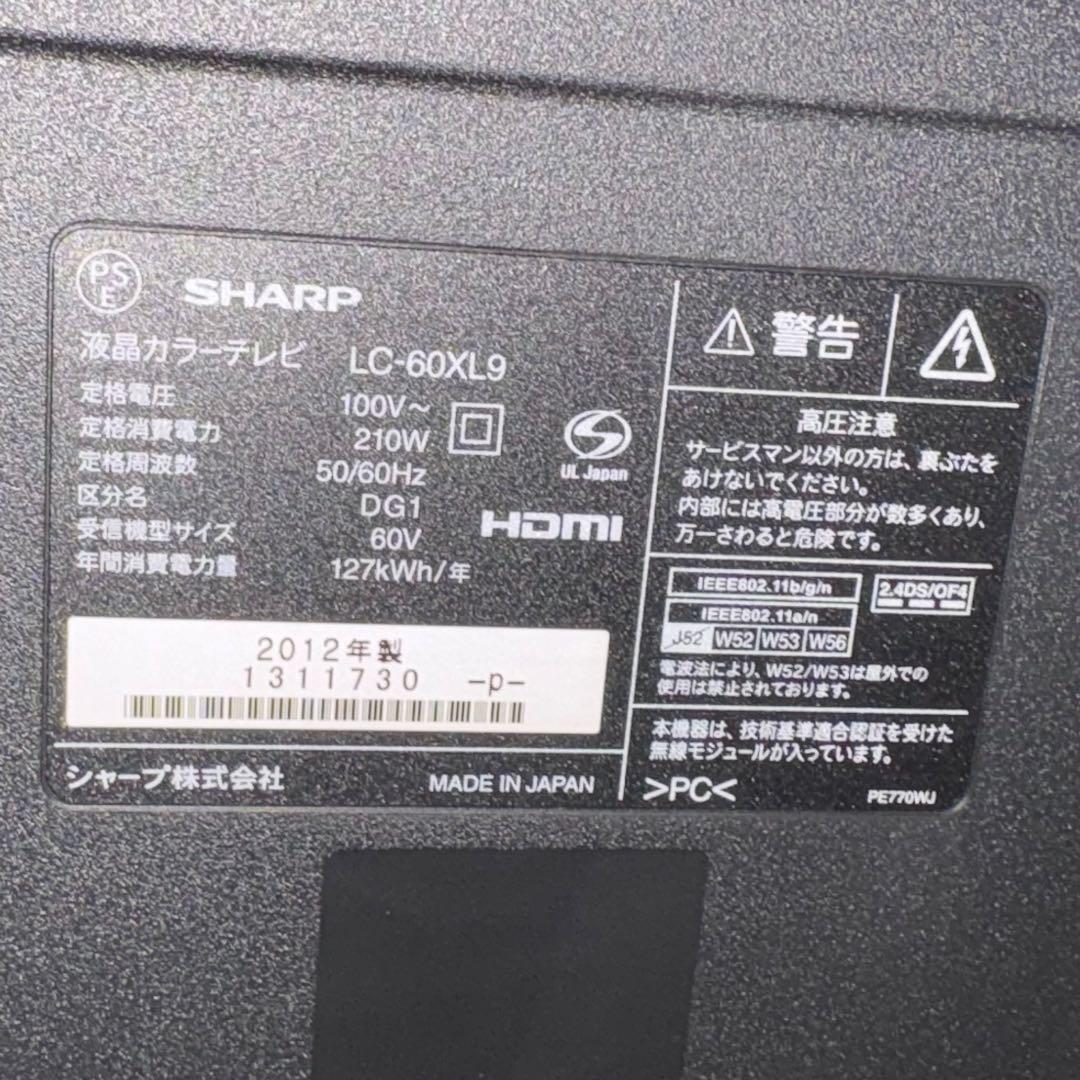 PS
E
SHARP
液晶カラーテレビ LC-60XL9
定格電圧 100V～
定格消費電力 210W
定格周波数 50/60Hz
区分名 DG1
受信機型サイズ 60V
年間消費電力量 127kWh/年
UL Japan
HDMI
2012年製
1311730 -p-
シャープ株式会社 MADE IN JAPAN
警告
高圧注意
サービスマン以外の方は、裏ぶたを
あけないでください。
内部には高電圧部分が数多くあり、
万一さわると危険です。
IEEE802.11b/g/n
2.4DS/OF4
IEEE802.11a/n
J52 W52 W53 W56
電波法により、W52/W53は屋外での
使用は禁止されております。
本機器は、技術基準適合認証を受けた
無線モジュールが入っています。
>PC<
PE770WJ